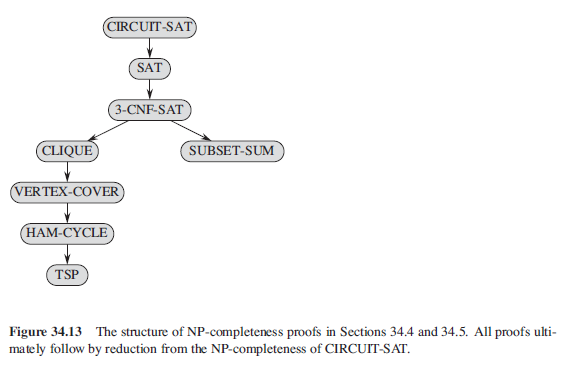 CIRCUIT-SAT
SAT
3-CNF-SAT
CLIQUE
SUBSET-SUM
VERTEX-COVER
HAM-CYCLE
TSP
Figure 34.13 The structure of NP-completeness proofs in Sections 34.4 and 34.5. All proofs ulti-
mately follow by reduction from the NP-completeness of CIRCUIT-SAT.